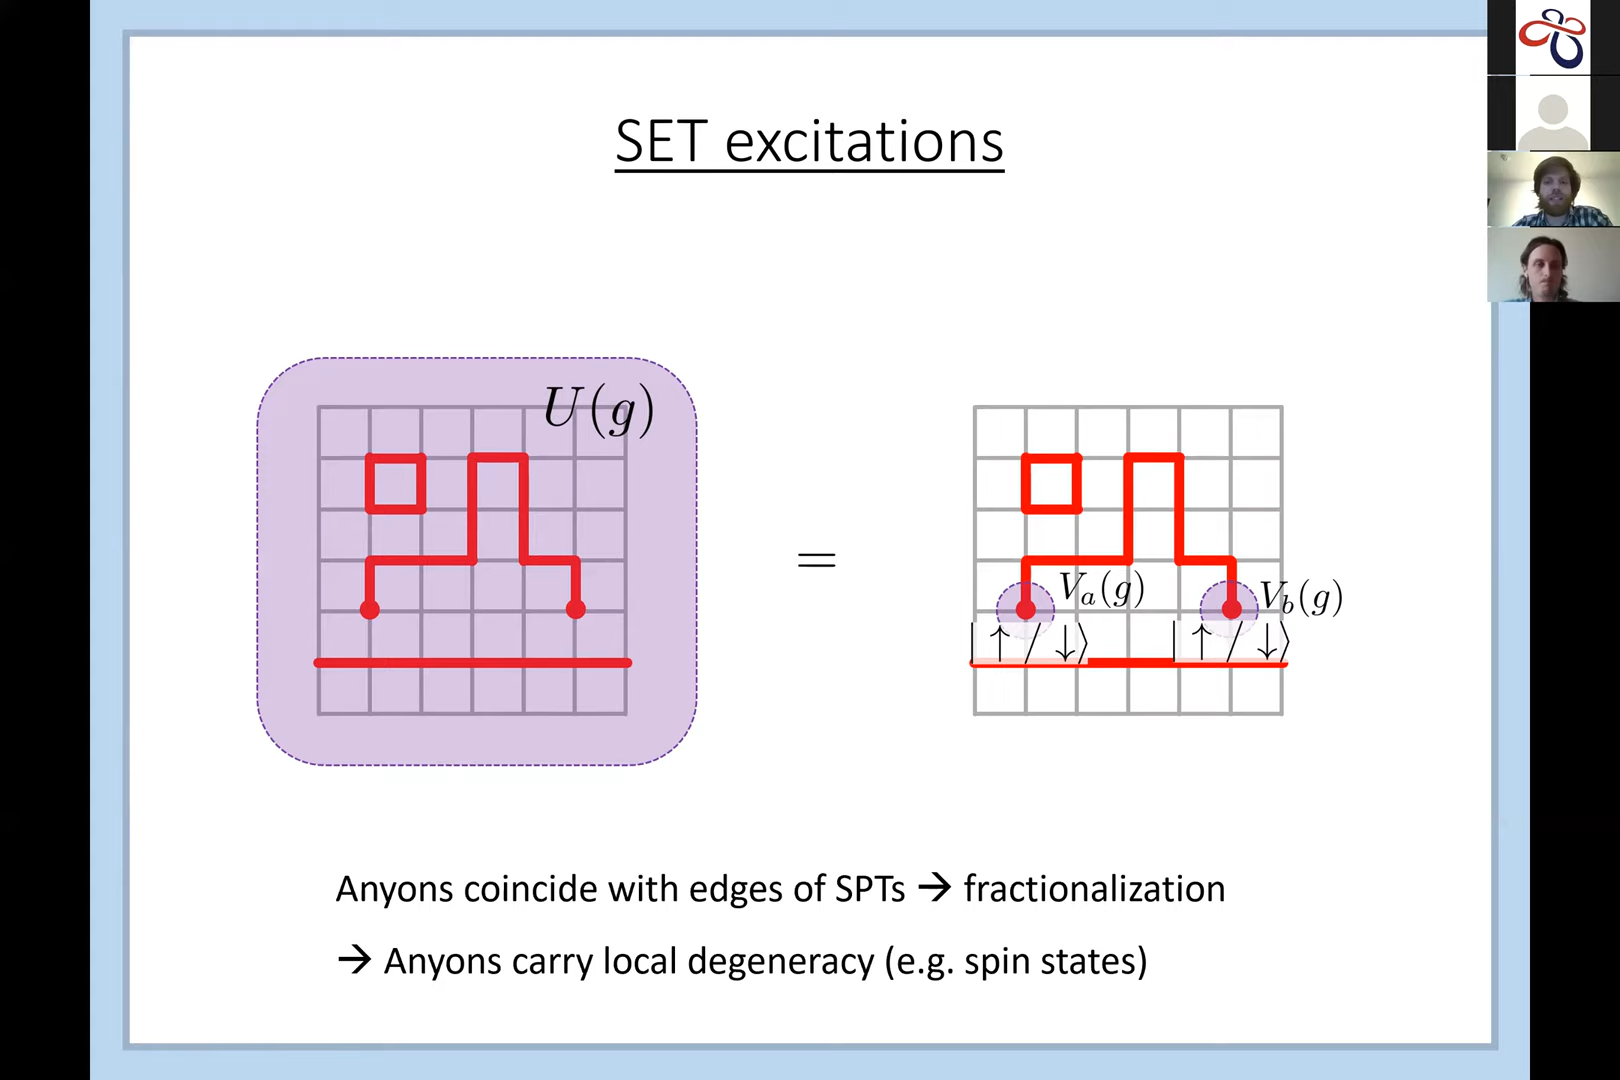 SET excitations
U(g)
=
V_a(g)
V_b(g)
|↑/↓⟩
|↑/↓⟩
Anyons coincide with edges of SPTs → fractionalization
→ Anyons carry local degeneracy (e.g. spin states)